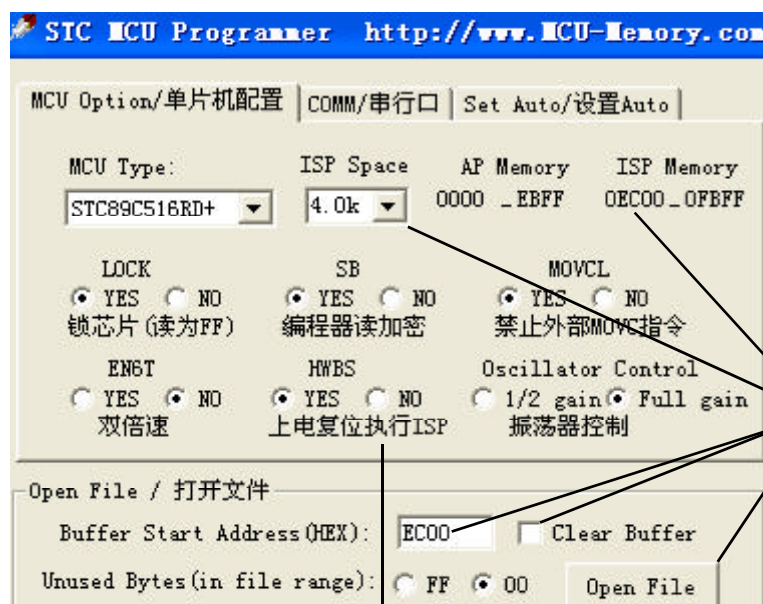 STC MCU Programmer http://www.MCU-Memory.com
MCU Option/单片机配置 COMM/串行口 Set Auto/设置Auto
MCU Type: ISP Space AP Memory ISP Memory
STC89C516RD+ 4.0k 0000 _ EBFF 0EC00_0FBFF
LOCK SB MOVCL
YES NO YES NO YES NO
锁芯片(读为FF) 编程器读加密 禁止外部MOVC指令
EN6T HWBS Oscillator Control
YES NO YES NO 1/2 gain Full gain
双倍速 上电复位执行ISP 振荡器控制
Open File / 打开文件
Buffer Start Address(HEX): EC00 Clear Buffer
Unused Bytes(in file range): FF 00 Open File